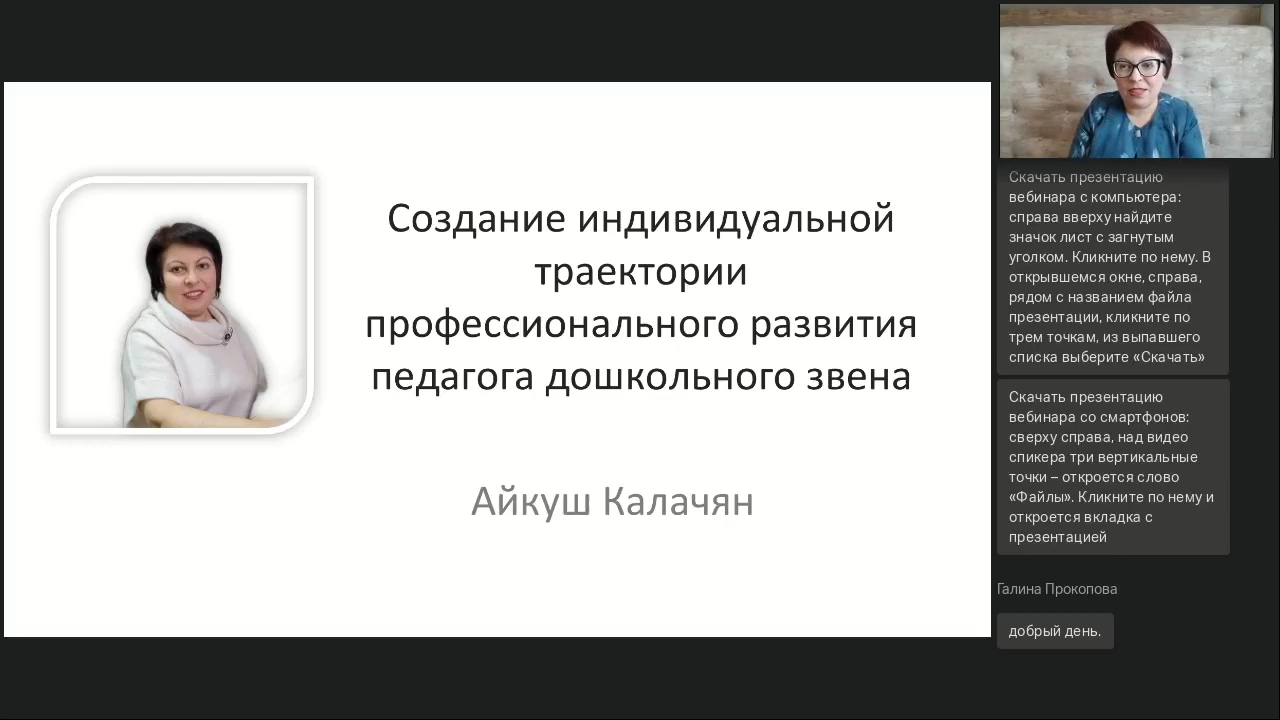 Создание индивидуальной
траектории
профессионального развития
педагога дошкольного звена
Айкуш Калачян
Скачать презентацию
вебинара с компьютера:
справа вверху найдите
значок лист с загнутым
уголком. Кликните по нему. В
открывшемся окне, справа,
рядом с названием файла
презентации, кликните по
трем точкам, из выпавшего
списка выберите «Скачать»
Скачать презентацию
вебинара со смартфонов:
сверху справа, над видео
спикера три вертикальные
точки – откроется слово
«Файлы». Кликните по нему и
откроется вкладка с
презентацией
Галина Прокопова
добрый день.